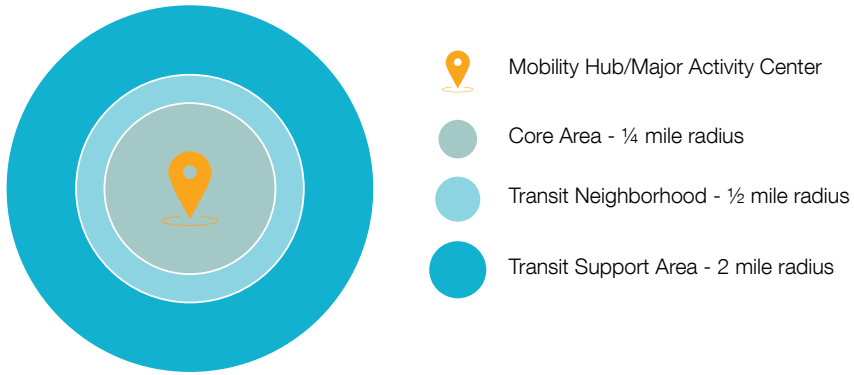 Mobility Hub/Major Activity Center
Core Area - ¼ mile radius
Transit Neighborhood - ½ mile radius
Transit Support Area - 2 mile radius